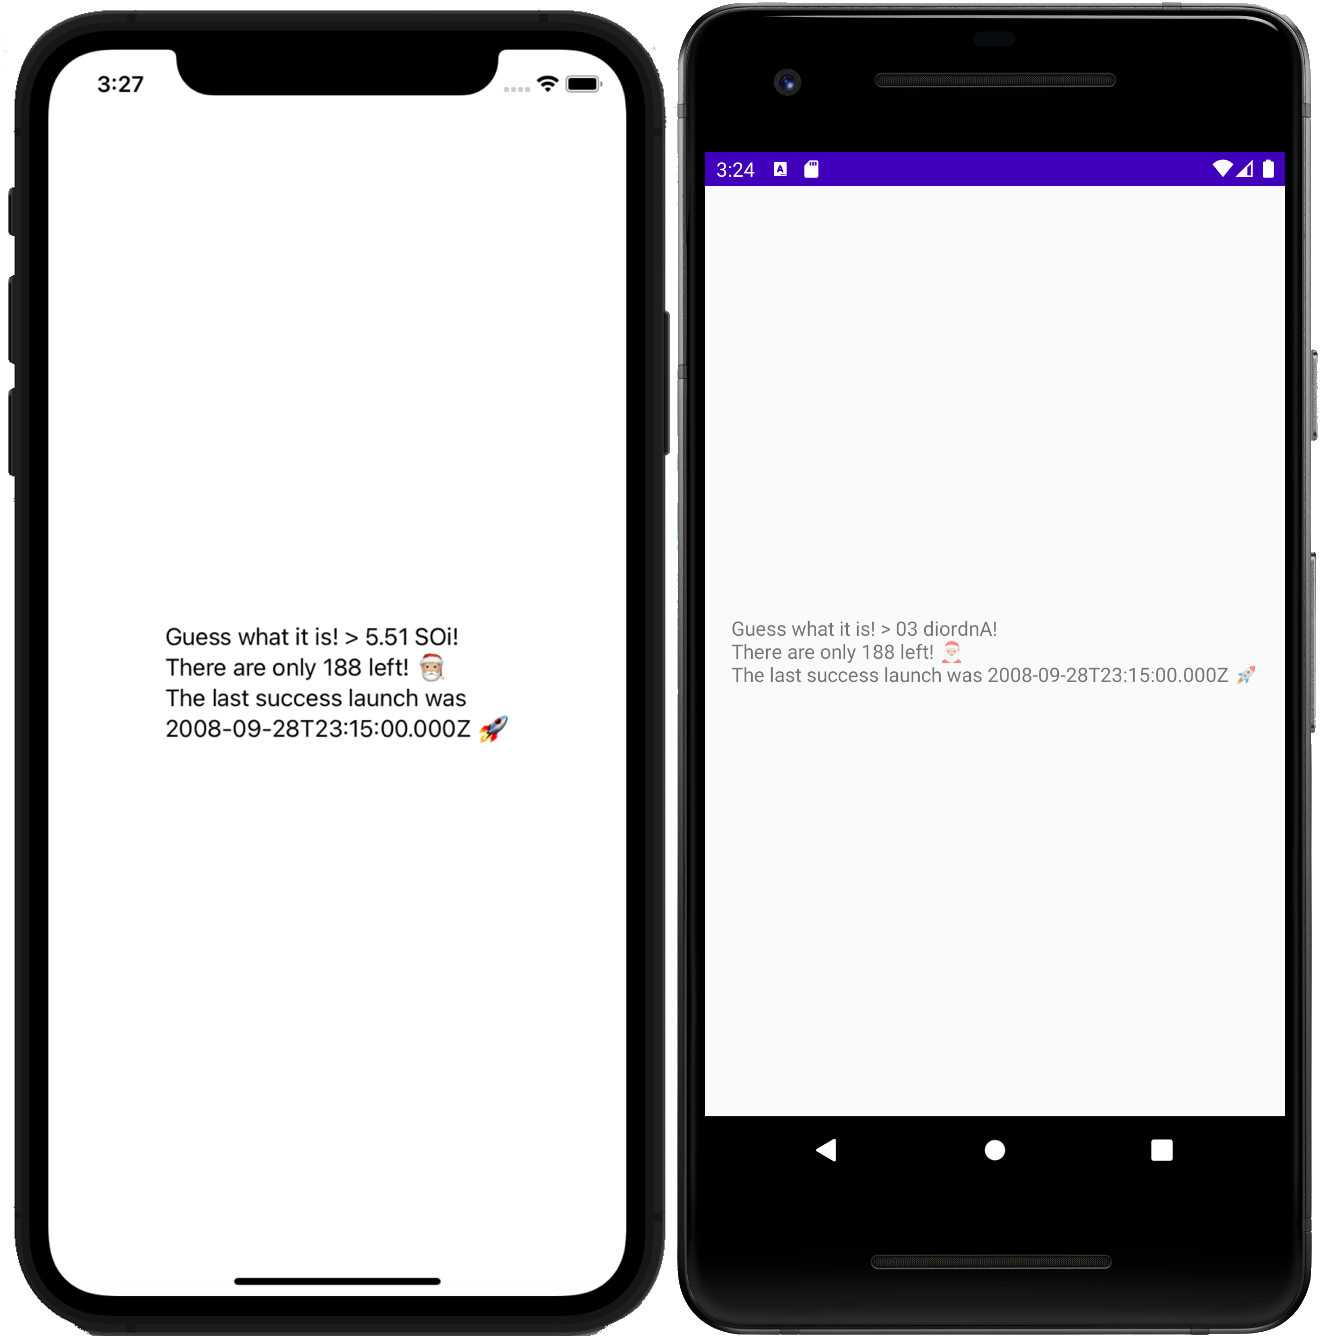 3:27
Guess what it is! > 5.51 SOi!
There are only 188 left! 🎅🏼
The last success launch was
2008-09-28T23:15:00.000Z 🚀
3:24
Guess what it is! > 03 diordnA!
There are only 188 left! 🎅🏼
The last success launch was 2008-09-28T23:15:00.000Z 🚀